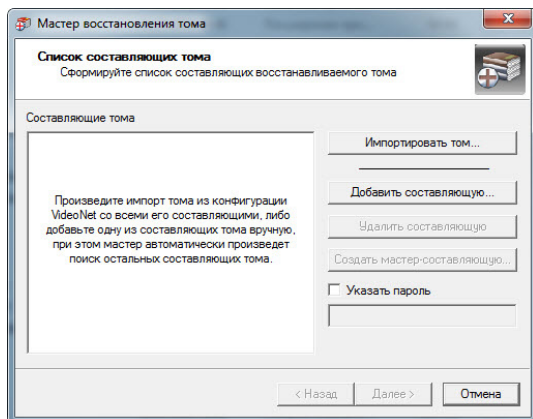 Мастер восстановления тома
Список составляющих тома
Сформируйте список составляющих восстанавливаемого тома
Составляющие тома
Произведите импорт тома из конфигурации
VideoNet со всеми его составляющими, либо
добавьте одну из составляющих тома вручную,
при этом мастер автоматически произведет
поиск остальных составляющих тома.
Импортировать том...
Добавить составляющую...
Удалить составляющую
Создать мастер-составляющую...
Указать пароль
< Назад
Далее >
Отмена